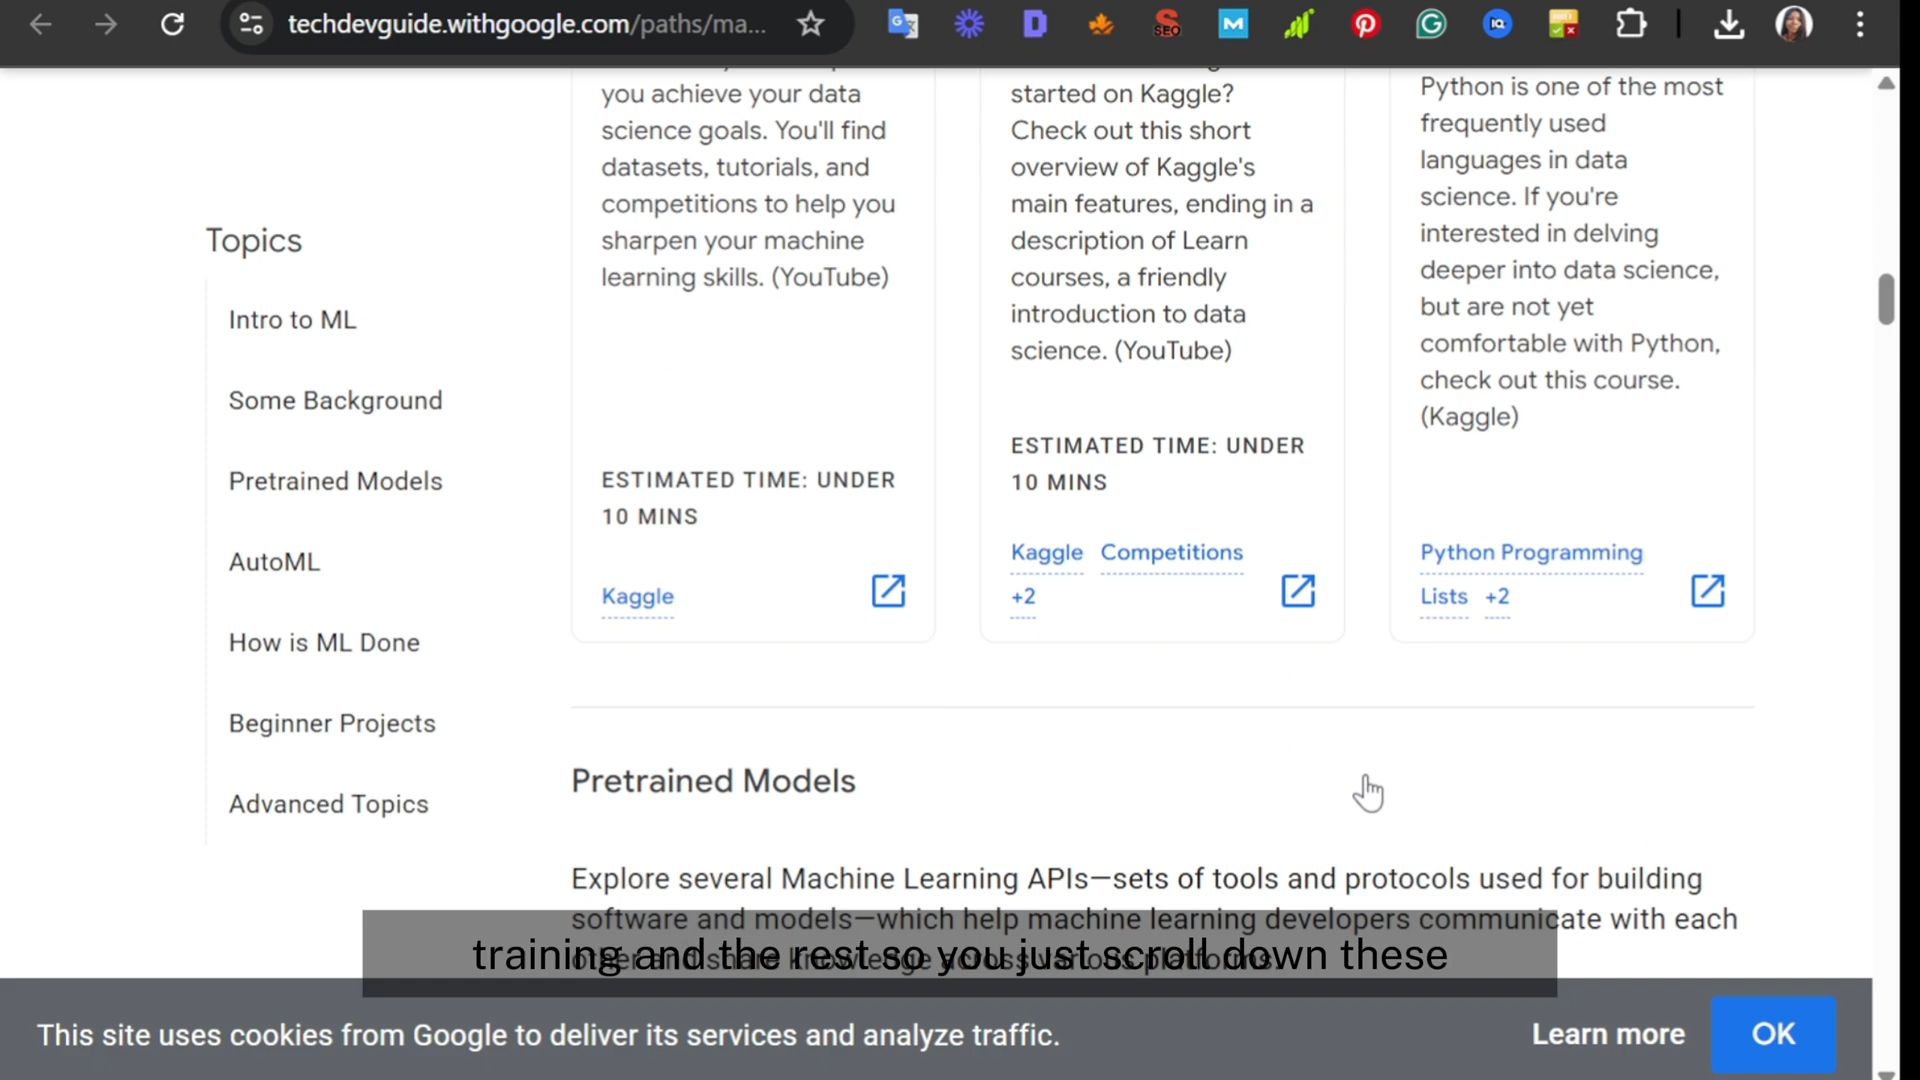 techdevguide.withgoogle.com/paths/ma...
you achieve your data
science goals. You'll find
datasets, tutorials, and
competitions to help you
sharpen your machine
learning skills. (YouTube)
ESTIMATED TIME: UNDER
10 MINS
Kaggle
started on Kaggle?
Check out this short
overview of Kaggle's
main features, ending in a
description of Learn
courses, a friendly
introduction to data
science. (YouTube)
ESTIMATED TIME: UNDER
10 MINS
Kaggle Competitions
+2
Python is one of the most
frequently used
languages in data
science. If you're
interested in delving
deeper into data science,
but are not yet
comfortable with Python,
check out this course.
(Kaggle)
Python Programming
Lists +2
Topics
Intro to ML
Some Background
Pretrained Models
AutoML
How is ML Done
Beginner Projects
Advanced Topics
Pretrained Models
Explore several Machine Learning APIs—sets of tools and protocols used for building
software and models—which help machine learning developers communicate with each
other and share knowledge across various platforms.
training and the rest so you just scroll down these
This site uses cookies from Google to deliver its services and analyze traffic.
Learn more
OK